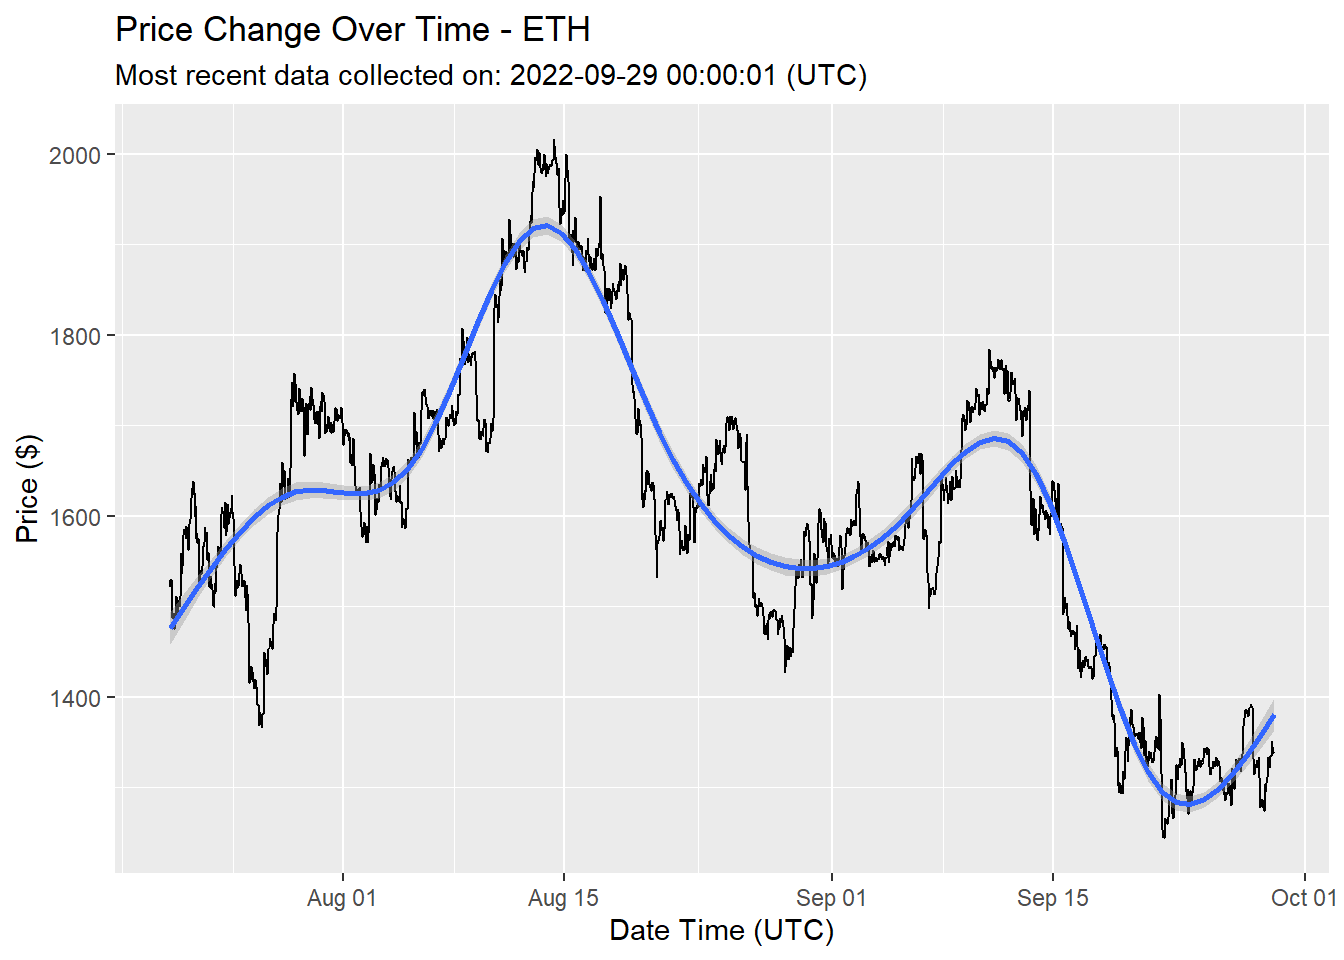 Price Change Over Time - ETH
Most recent data collected on: 2022-09-29 00:00:01 (UTC)
2000
1800
1600
1400
Price ($)
Aug 01
Aug 15
Sep 01
Sep 15
Oct 01
Date Time (UTC)